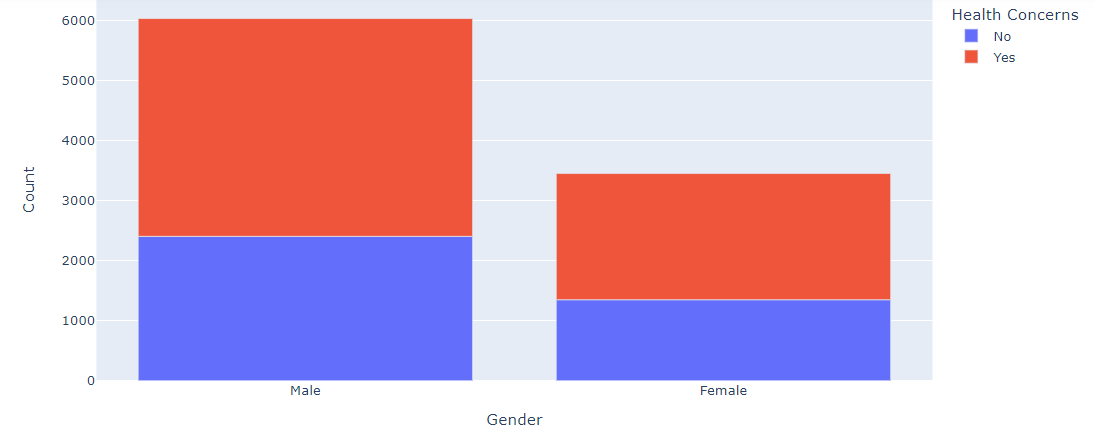 6000
5000
4000
3000
2000
1000
0
Count
Male
Female
Gender
Health Concerns
No
Yes